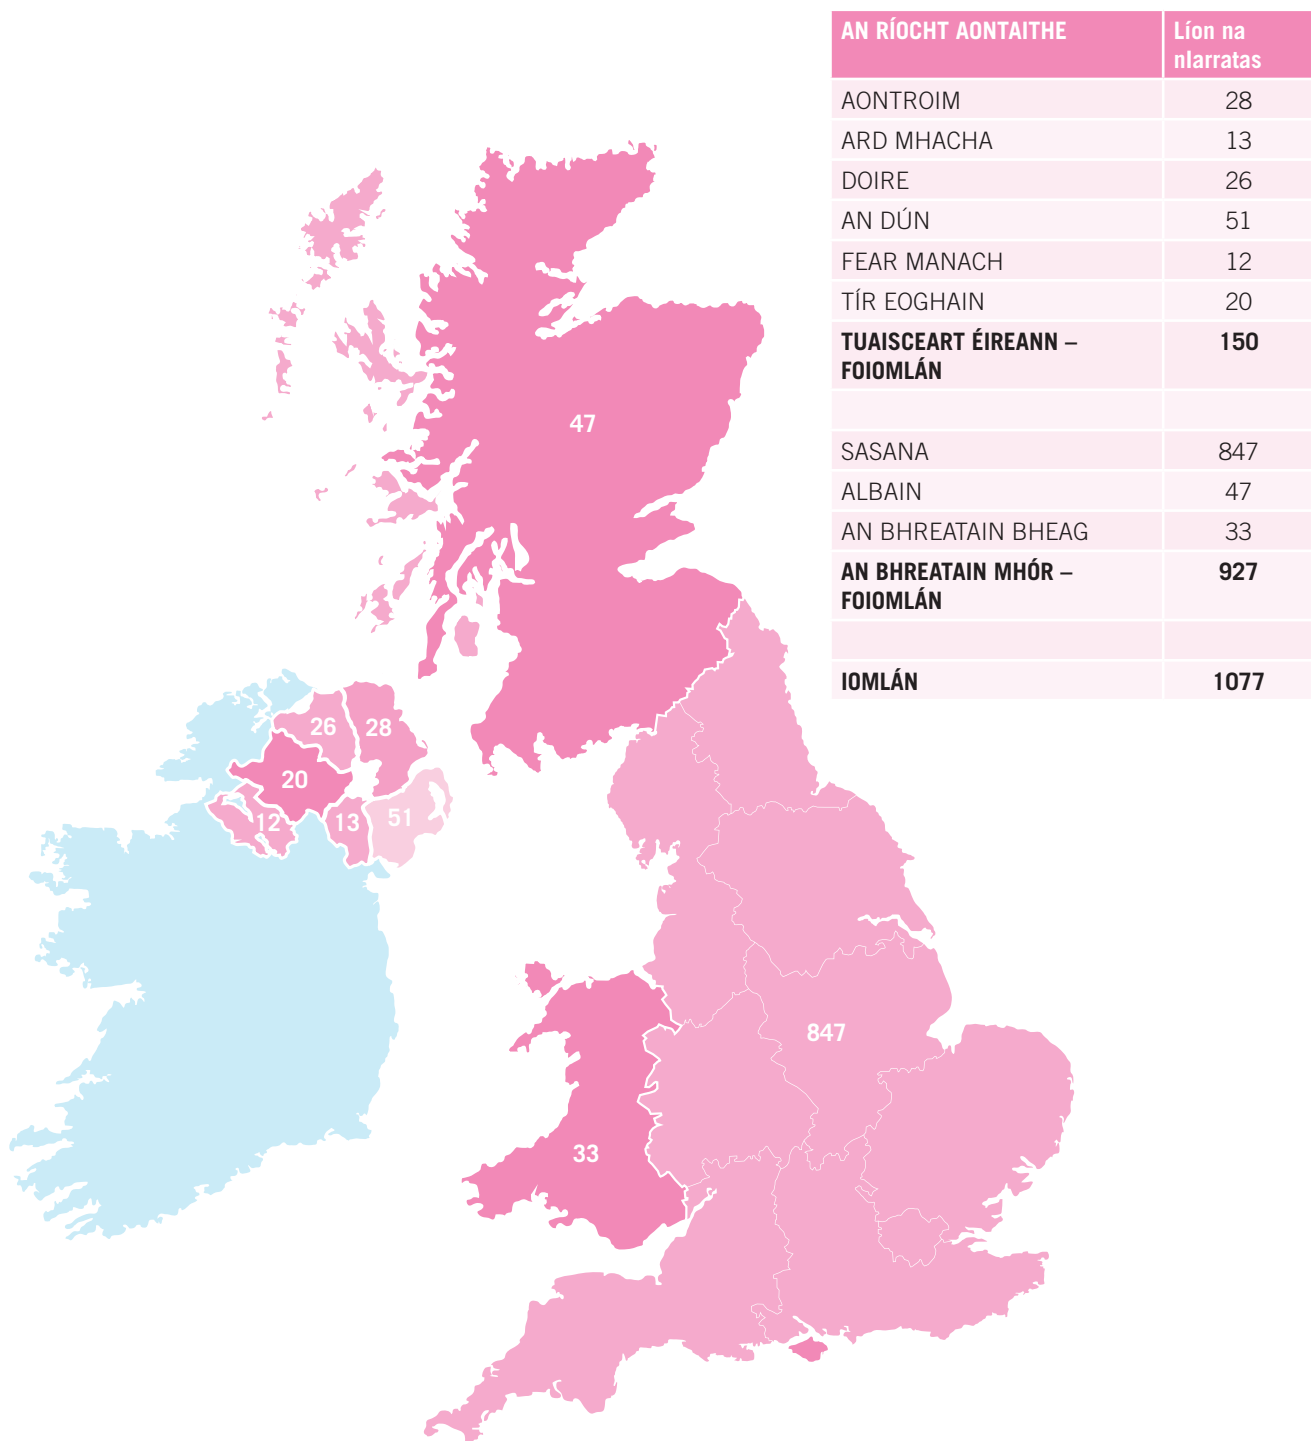 AN RÍOCHT AONTAITHE Líon na
nIarratas
AONTROIM 28
ARD MHACHA 13
DOIRE 26
AN DÚN 51
FEAR MANACH 12
TÍR EOGHAIN 20
TUAISCEART ÉIREANN – 150
FOIOMLÁN
SASANA 847
ALBAIN 47
AN BHREATAIN BHEAG 33
AN BHREATAIN MHÓR – 927
FOIOMLÁN
IOMLÁN 1077
47
26 28
20
12 13 51
847
33